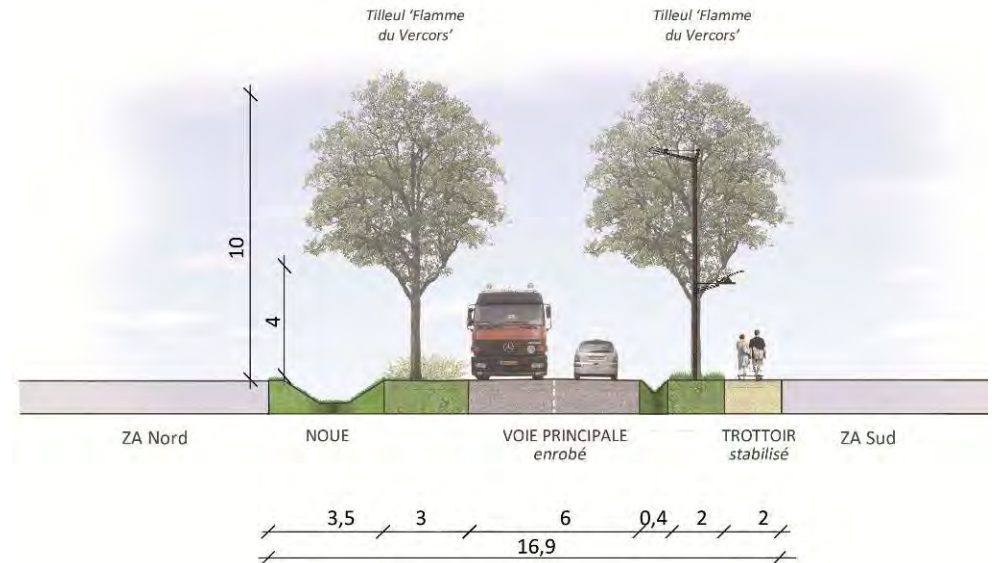 Tilleul ‘Flamme
du Vercors’
Tilleul ‘Flamme
du Vercors’
10
4
ZA Nord
NOUE
VOIE PRINCIPALE
enrobé
TROTTOIR
stabilisé
ZA Sud
3,5
3
6
0,4
2
2
16,9